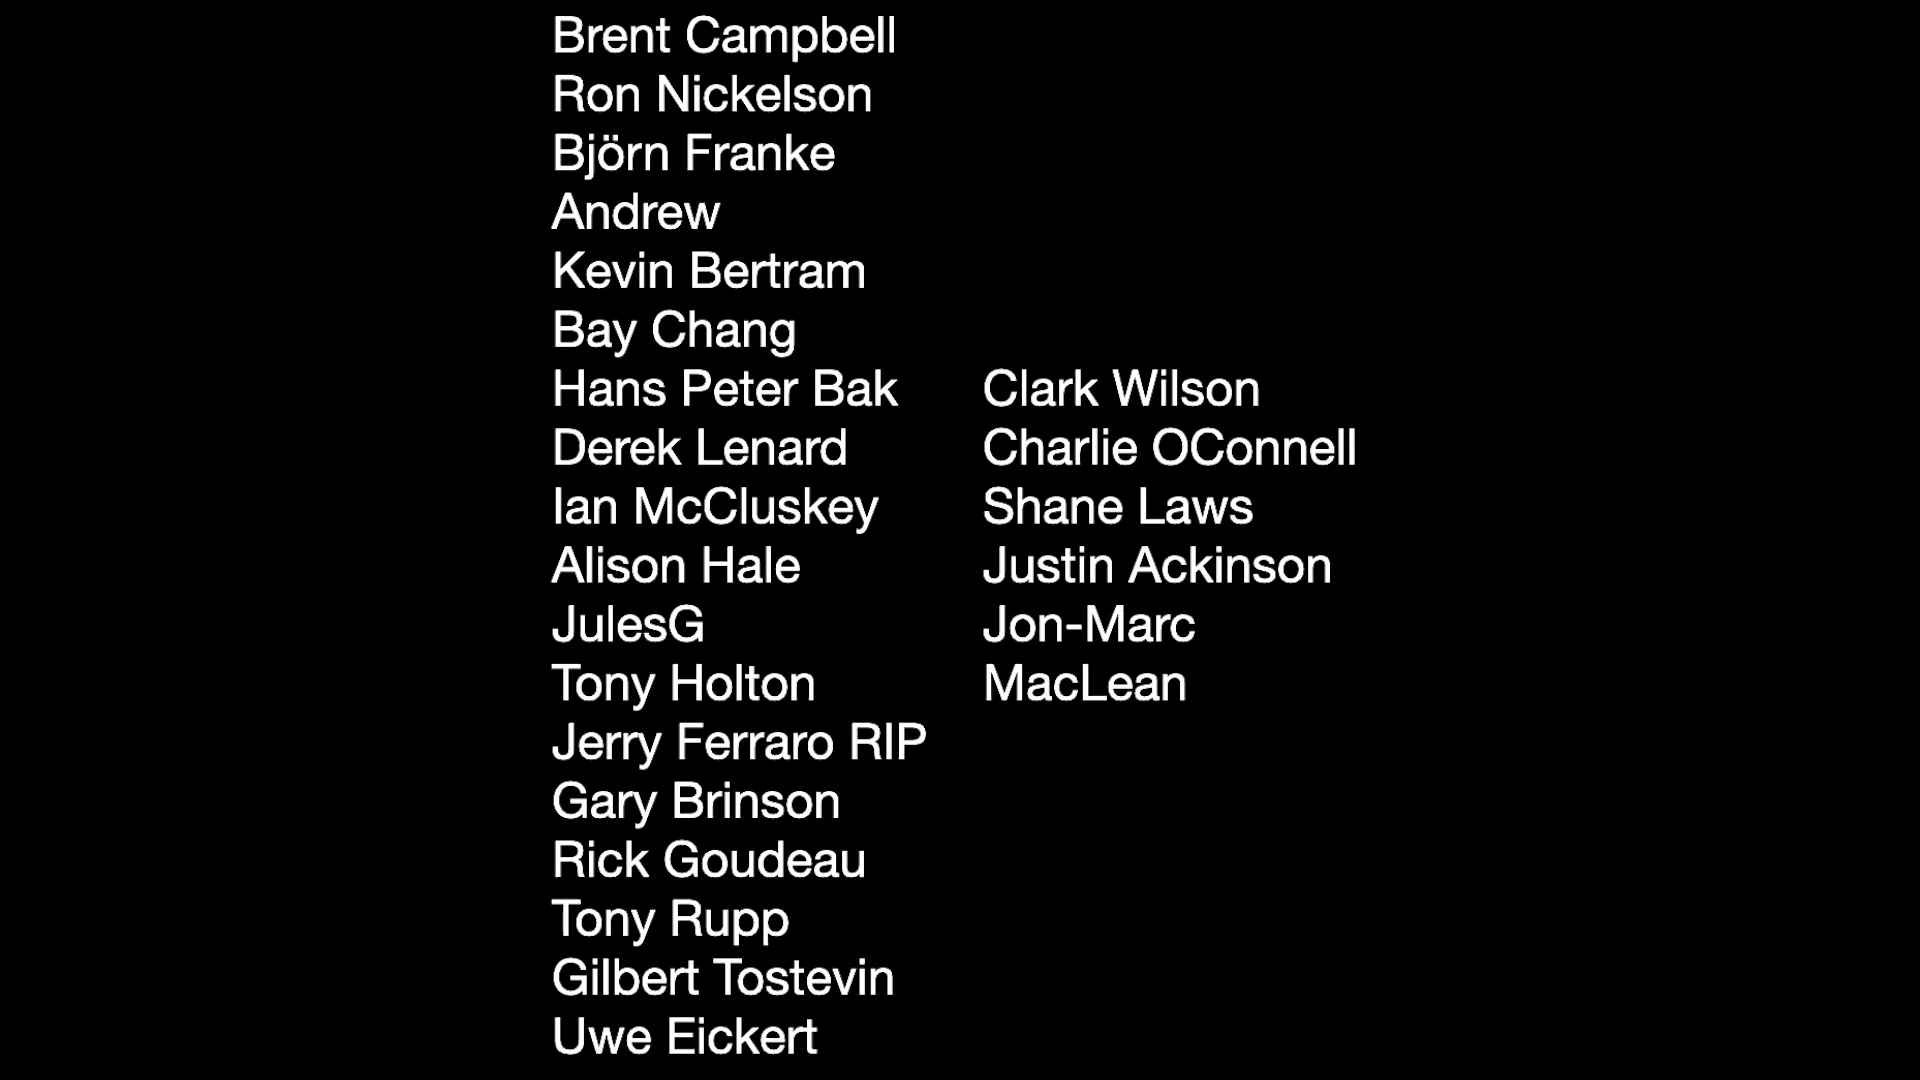 Brent Campbell
Ron Nickelson
Björn Franke
Andrew
Kevin Bertram
Bay Chang
Hans Peter Bak
Derek Lenard
Ian McCluskey
Alison Hale
JulesG
Tony Holton
Jerry Ferraro RIP
Gary Brinson
Rick Goudeau
Tony Rupp
Gilbert Tostevin
Uwe Eickert
Clark Wilson
Charlie OConnell
Shane Laws
Justin Ackinson
Jon-Marc
MacLean